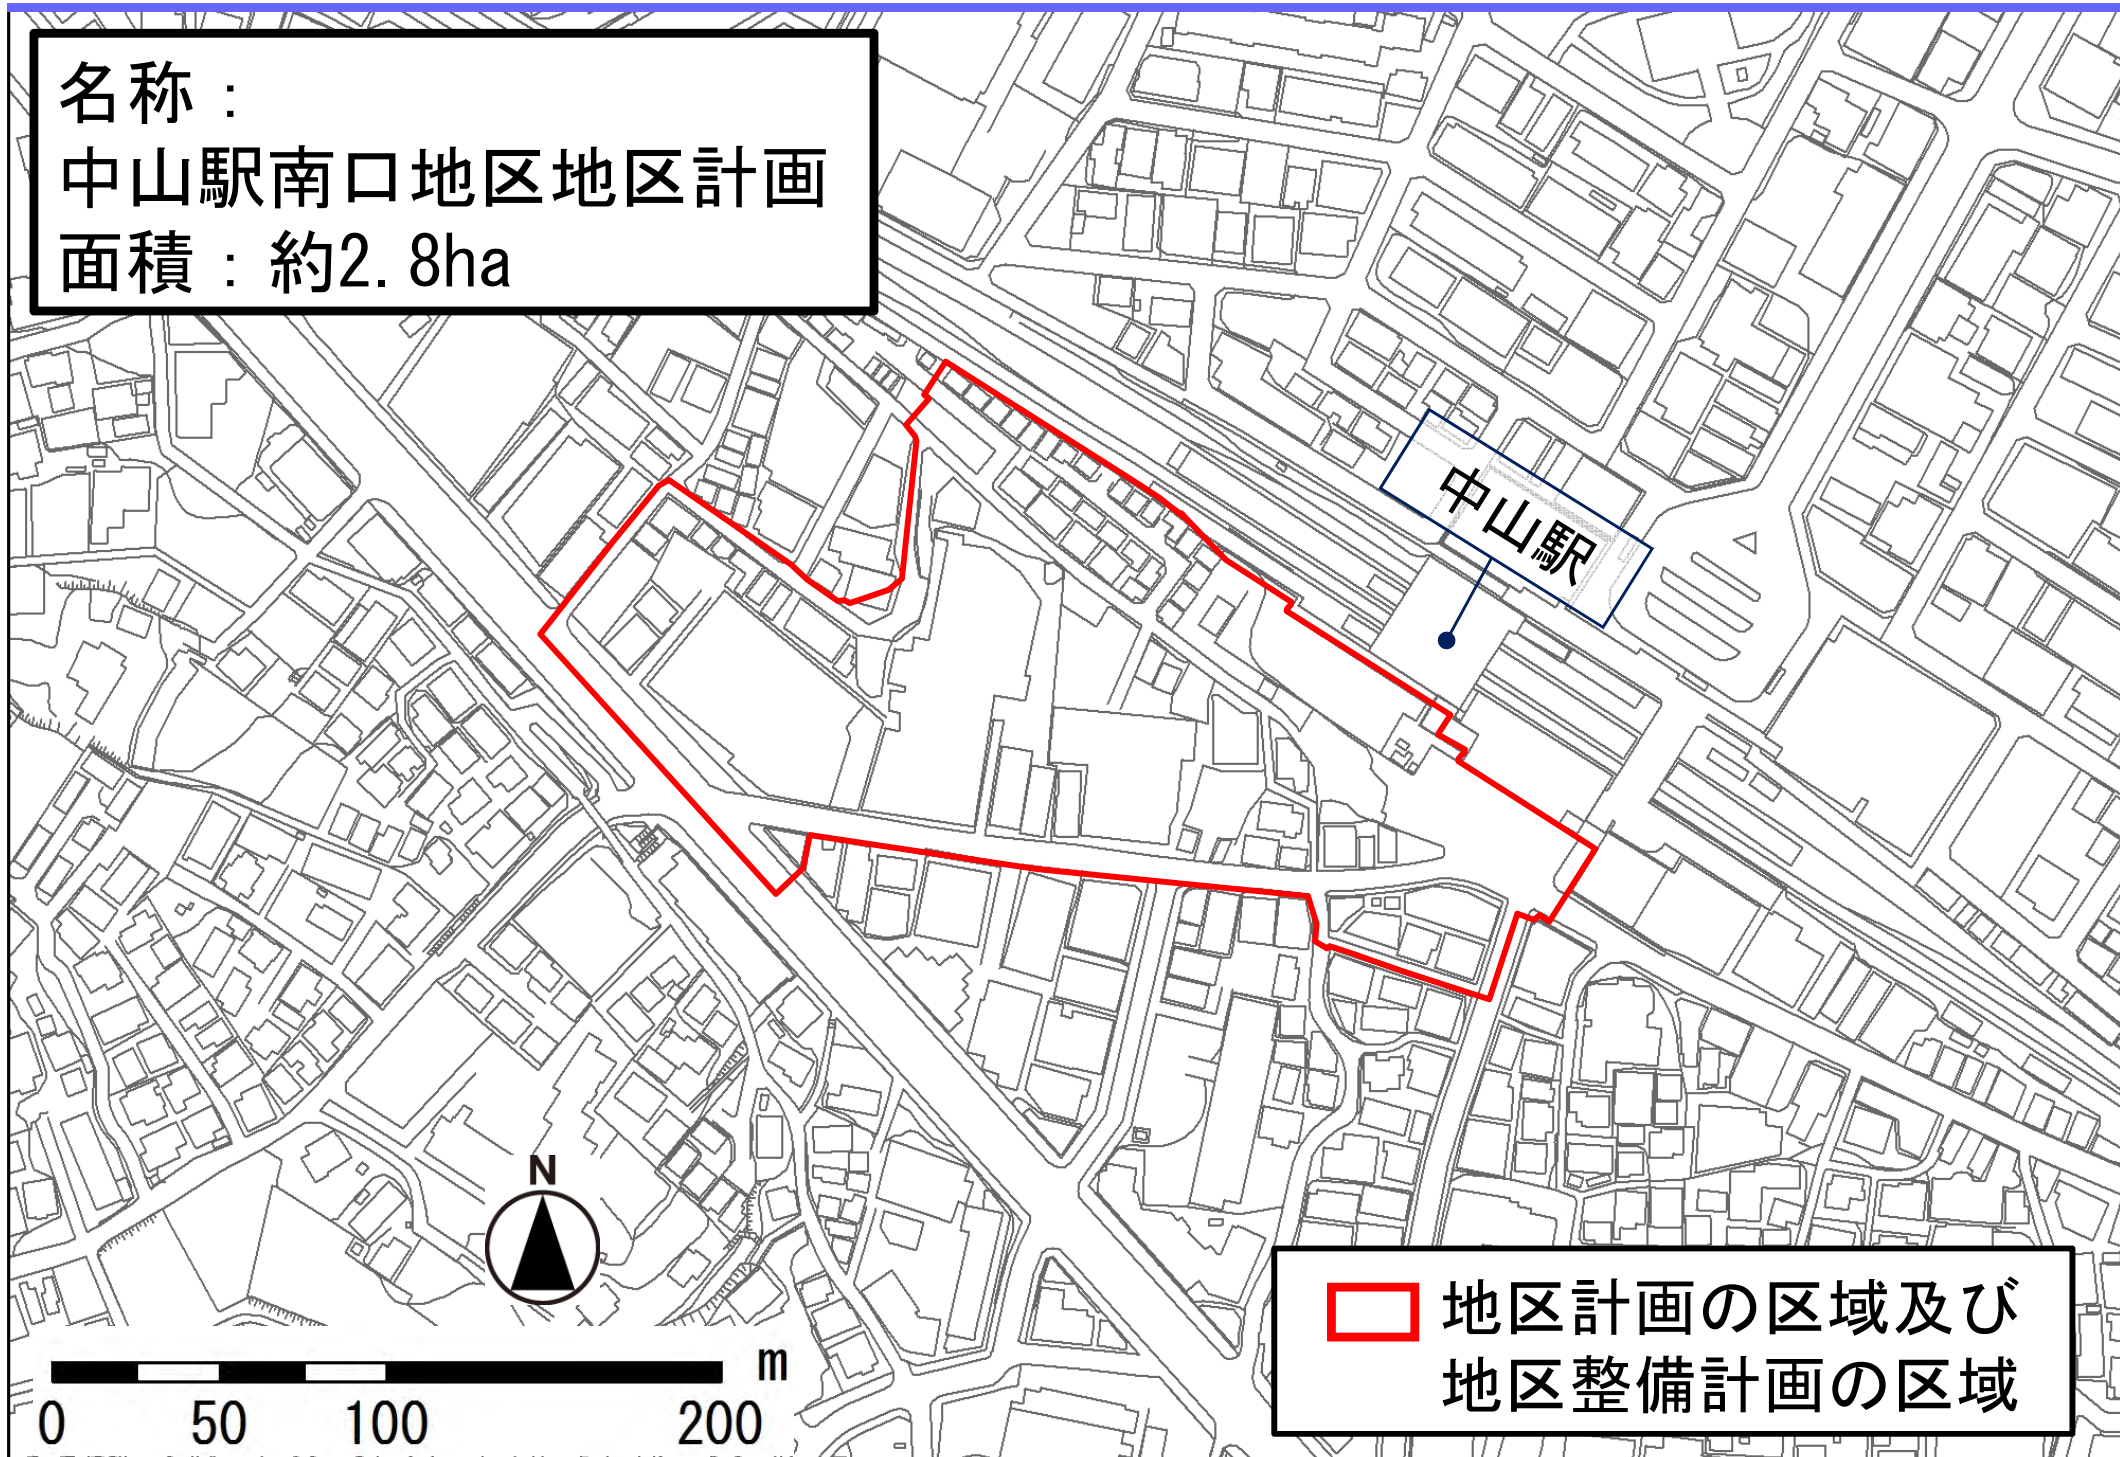 名称：
中山駅南口地区地区計画
面積：約2.8ha
中山駅
N
m
0 50 100 200
地区計画の区域及び
地区整備計画の区域